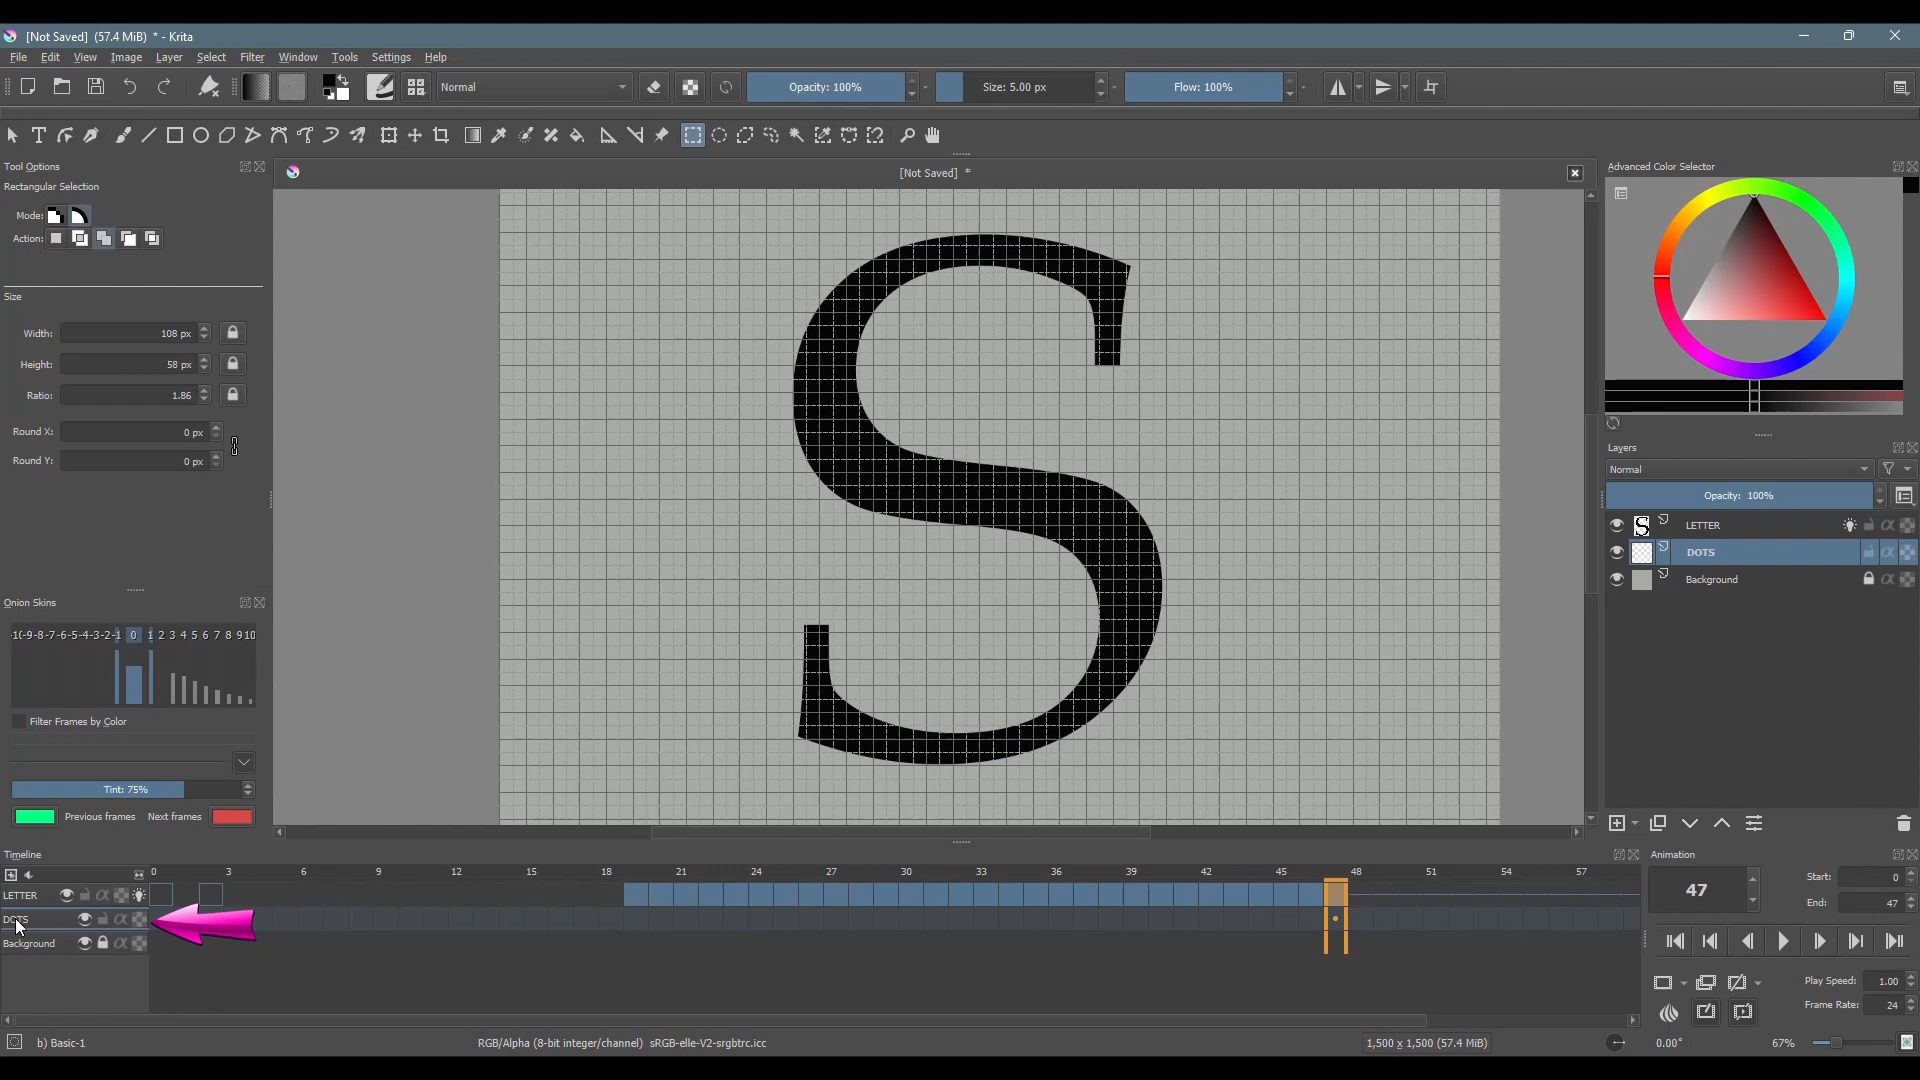 [Not Saved] (57.4 MiB) * - Krita
File Edit View Image Layer Select Filter Window Tools Settings Help
Normal Opacity: 100% Size: 5.00 px Flow: 100%
Tool Options
[Not Saved] *
Advanced Color Selector
Rectangular Selection
Mode:
Action:
Size
Width: 108 px
Height: 58 px
Ratio: 1.86
Round X: 0 px
Round Y: 0 px
S
Layers
Normal
Opacity: 100%
LETTER
DOTS
Background
Onion Skins
-10-9-8-7-6-5-4-3-2-1 0 1 2 3 4 5 6 7 8 9 10
Filter Frames by Color
Tint: 75%
Previous frames Next frames
Timeline
0 3 6 9 12 15 18 21 24 27 30 33 36 39 42 45 48 51 54 57
LETTER
DOTS
Background
Animation
47
Start: 0
End: 47
Play Speed: 1.00
Frame Rate: 24
b) Basic-1
RGB/Alpha (8-bit integer/channel) sRGB-elle-V2-srgbtrc.icc
1,500 x 1,500 (57.4 MiB)
0.00°
67%